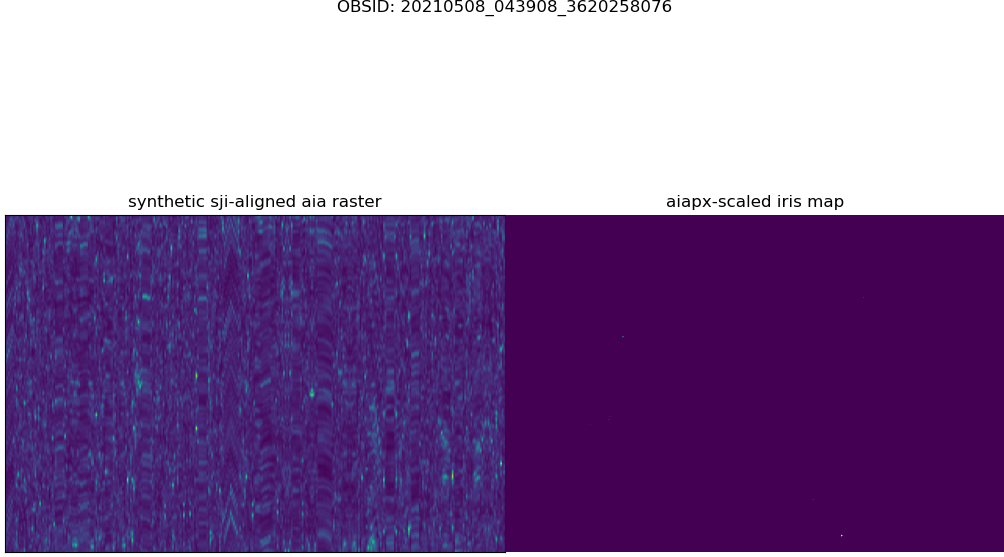 OBSID: 20210508_043908_3620258076
synthetic sji-aligned aia raster
aiapx-scaled iris map